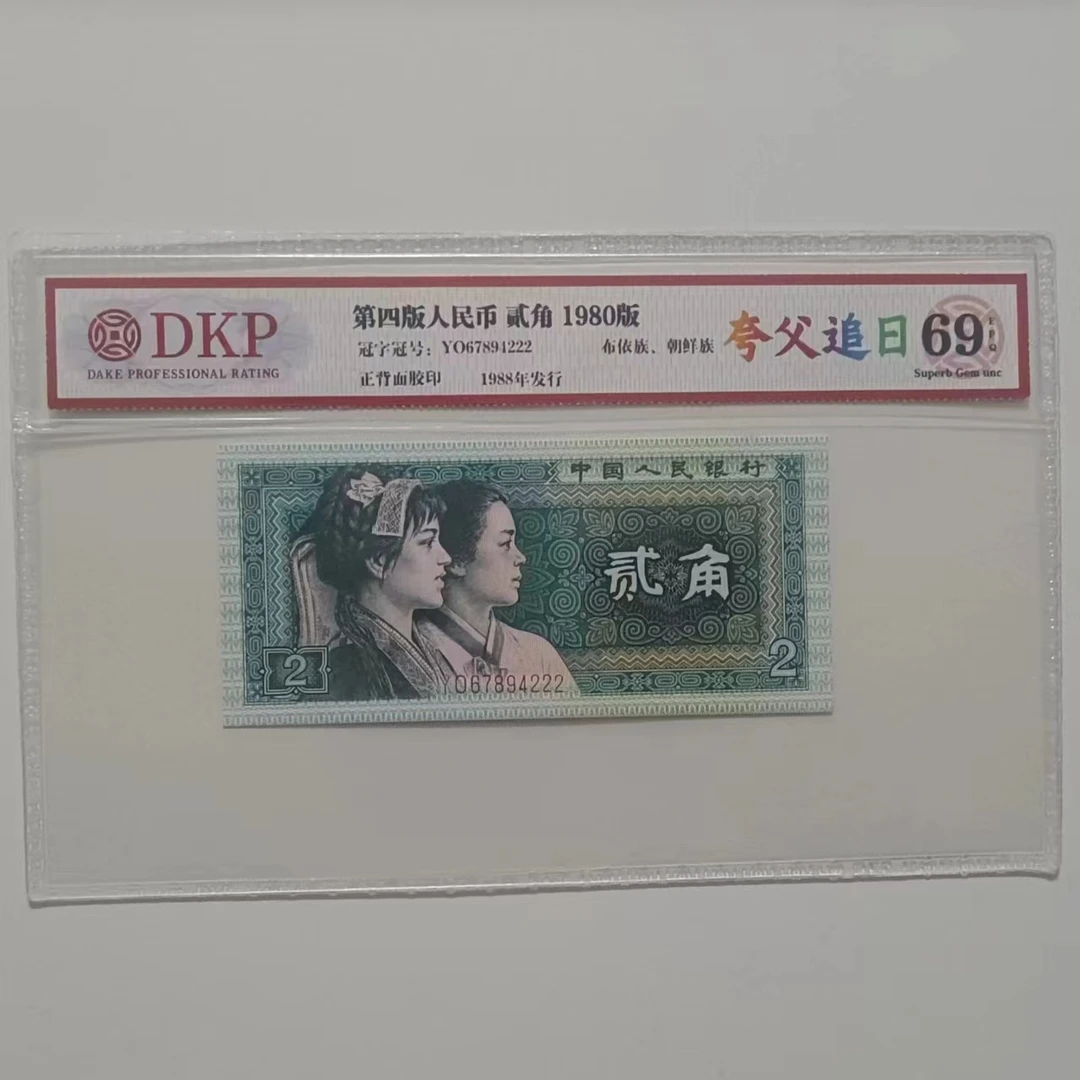 DKP
DAKE PROFESSIONAL RATING
第四版人民币 贰角 1980版
冠字冠号：YO67894222
布依族、朝鲜族
正背面胶印 1988年发行
夸父追日
69
EPQ
Superb Gem unc
中国人民银行
贰角
2
2
YO67894222